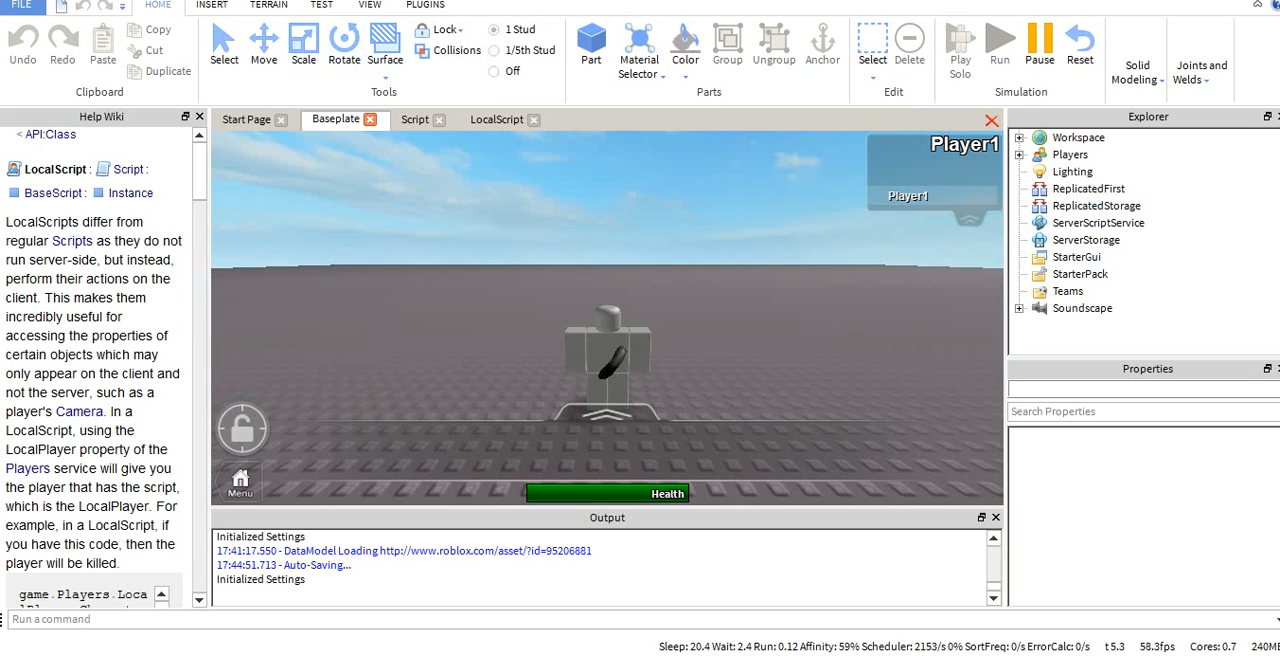 FILE HOME INSERT TERRAIN TEST VIEW PLUGINS
Undo Redo Paste Copy Cut Duplicate
Clipboard
Select Move Scale Rotate Surface
Lock Collisions
1 Stud
1/5th Stud
Off
Tools
Part Material Selector Color Group Ungroup Anchor
Parts
Select Delete
Edit
Play Solo Run Pause Reset
Simulation
Solid Modeling
Joints and Welds
Help Wiki
< API:Class
LocalScript : Script :
BaseScript : Instance
LocalScripts differ from
regular Scripts as they do not
run server-side, but instead,
perform their actions on the
client. This makes them
incredibly useful for
accessing the properties of
certain objects which may
only appear on the client and
not the server, such as a
player's Camera. In a
LocalScript, using the
LocalPlayer property of the
Players service will give you
the player that has the script,
which is the LocalPlayer. For
example, in a LocalScript, if
you have this code, then the
player will be killed.
game.Players.Loca
Start Page Baseplate Script LocalScript
Player1
Player1
Menu
Health
Output
Initialized Settings
17:41:17.550 - DataModel Loading http://www.roblox.com/asset/?id=95206881
17:44:51.713 - Auto-Saving...
Initialized Settings
Explorer
Workspace
Players
Lighting
ReplicatedFirst
ReplicatedStorage
ServerScriptService
ServerStorage
StarterGui
StarterPack
Teams
Soundscape
Properties
Search Properties
Run a command
Sleep: 20.4 Wait: 2.4 Run: 0.12 Affinity: 59% Scheduler: 2153/s 0% SortFreq: 0/s ErrorCalc: 0/s t 5.3 58.3fps Cores: 0.7